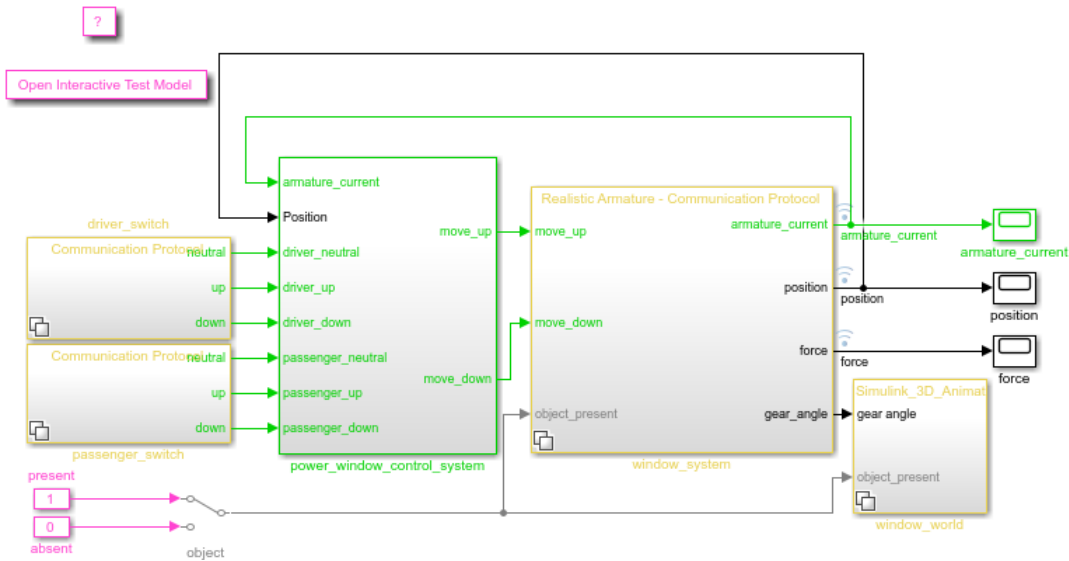 ?
Open Interactive Test Model
driver_switch
Communication Protocol
neutral
up
down
Communication Protocol
neutral
up
down
passenger_switch
present
1
0
absent
object
armature_current
Position
driver_neutral
driver_up
driver_down
passenger_neutral
passenger_up
passenger_down
move_up
move_down
power_window_control_system
Realistic Armature - Communication Protocol
move_up
move_down
object_present
armature_current
position
force
gear_angle
window_system
armature_current
position
force
armature_current
position
force
Simulink_3D_Animat
gear angle
object_present
window_world